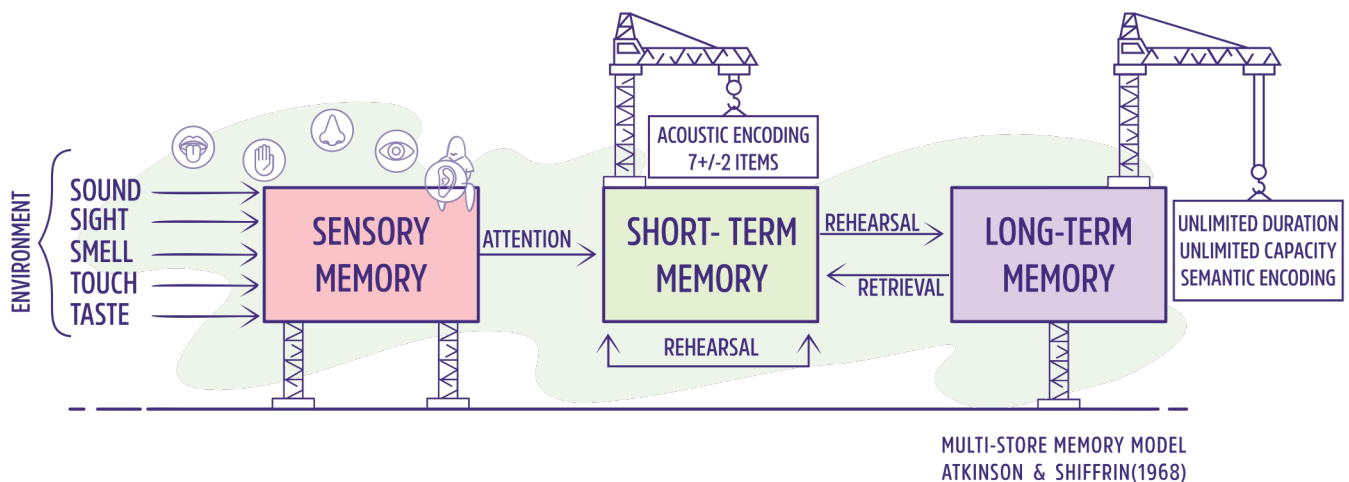 ENVIRONMENT
SOUND
SIGHT
SMELL
TOUCH
TASTE
SENSORY
MEMORY
ATTENTION
ACOUSTIC ENCODING
7+/-2 ITEMS
SHORT- TERM
MEMORY
REHEARSAL
REHEARSAL
RETRIEVAL
LONG-TERM
MEMORY
UNLIMITED DURATION
UNLIMITED CAPACITY
SEMANTIC ENCODING
MULTI-STORE MEMORY MODEL
ATKINSON & SHIFFRIN(1968)